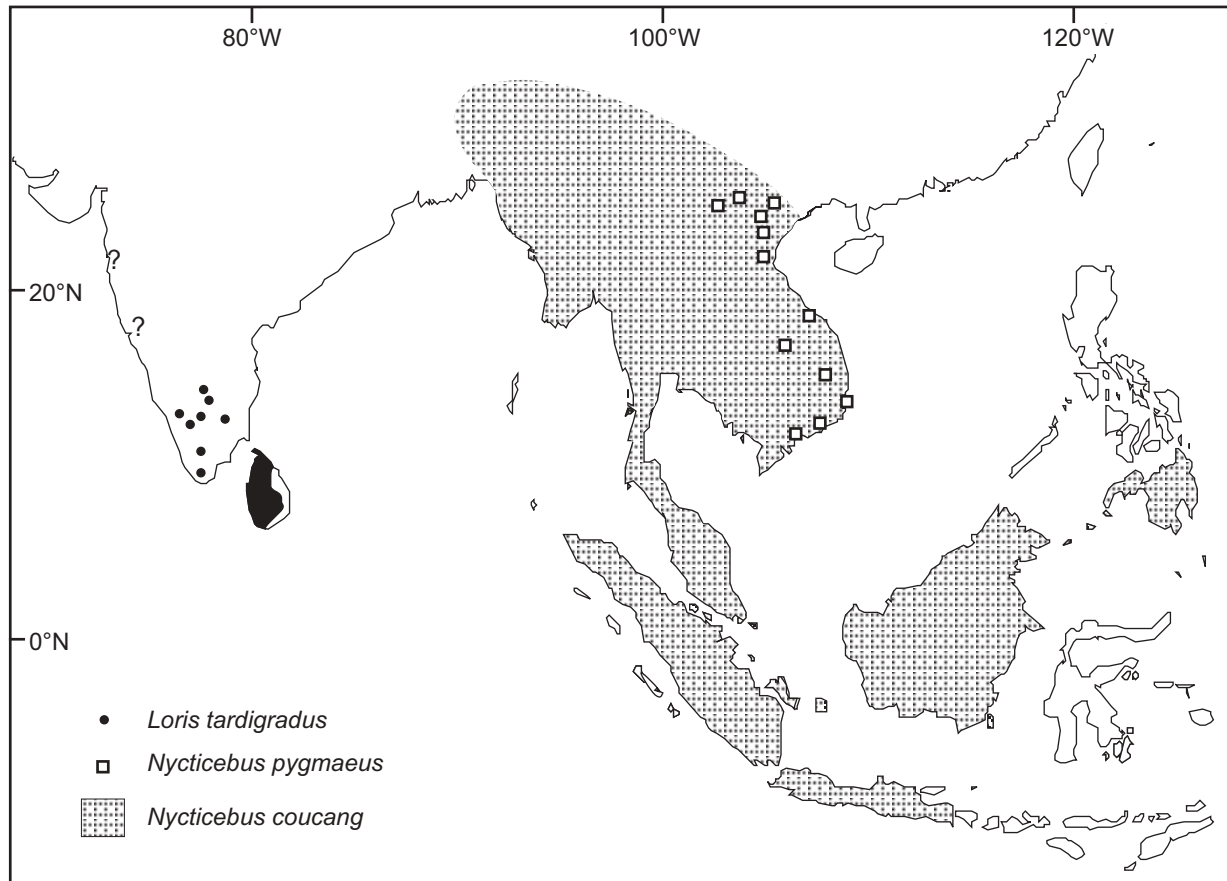 80°W
100°W
120°W
?
20°N
?
0°N
Loris tardigradus
Nycticebus pygmaeus
Nycticebus coucang